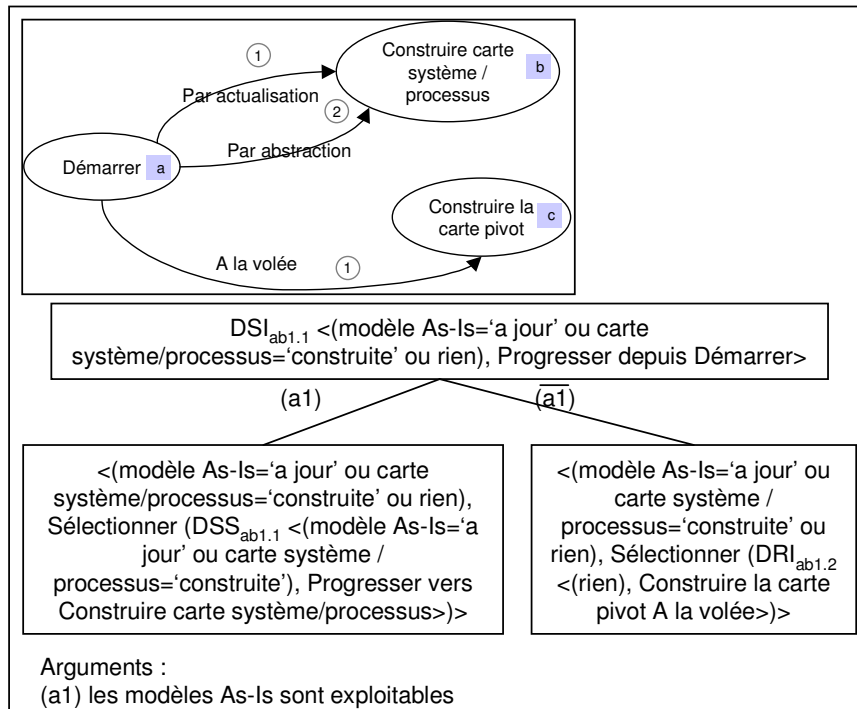 1
Construire carte
système /
processus
b
Par actualisation
2
Par abstraction
Démarrer
a
Construire la
carte pivot
c
A la volée
1
DSIab1.1 <(modèle As-Is=‘a jour’ ou carte
système/processus=‘construite’ ou rien), Progresser depuis Démarrer>
(a1)
(a1)
<(modèle As-Is=‘a jour’ ou carte
système/processus=‘construite’ ou rien),
Sélectionner (DSSab1.1 <(modèle As-Is=‘a
jour’ ou carte système /
processus=‘construite’), Progresser vers
Construire carte système/processus>)>
<(modèle As-Is=‘a jour’ ou
carte système /
processus=‘construite’ ou
rien), Sélectionner (DRIab1.2
<(rien), Construire la carte
pivot A la volée>)>
Arguments :
(a1) les modèles As-Is sont exploitables